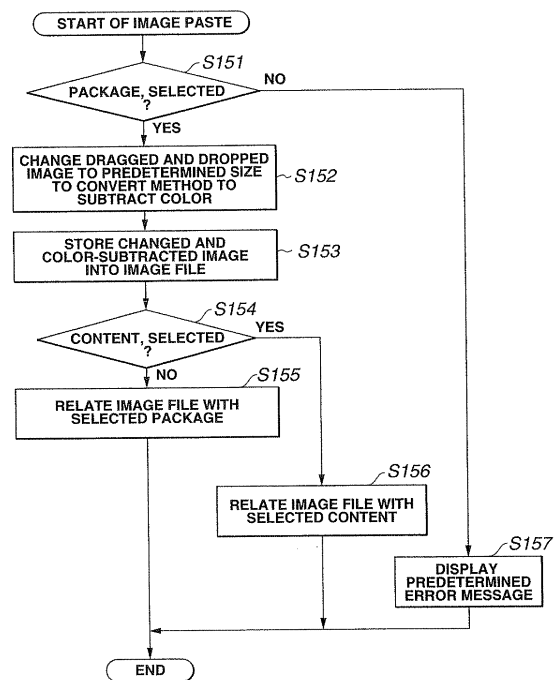 START OF IMAGE PASTE
S151
NO
PACKAGE, SELECTED
?
YES
CHANGE DRAGGED AND DROPPED
IMAGE TO PREDETERMINED SIZE
TO CONVERT METHOD TO
SUBTRACT COLOR
S152
STORE CHANGED AND
COLOR-SUBTRACTED IMAGE
INTO IMAGE FILE
S153
S154
YES
CONTENT, SELECTED
?
NO
S155
RELATE IMAGE FILE WITH
SELECTED PACKAGE
S156
RELATE IMAGE FILE WITH
SELECTED CONTENT
S157
DISPLAY
PREDETERMINED
ERROR MESSAGE
END